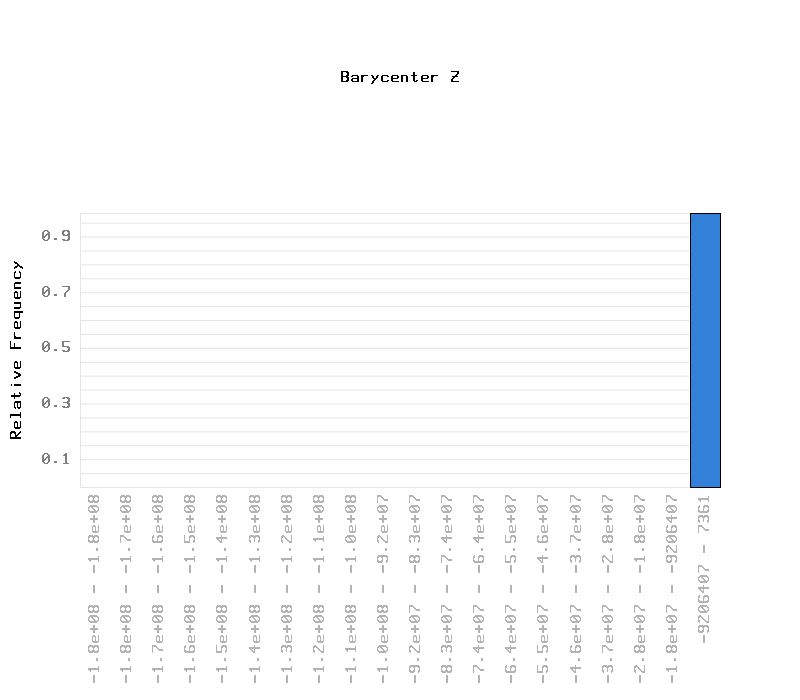 Barycenter Z
Relative Frequency
0.9
0.7
0.5
0.3
0.1
-1.8e+08 - -1.8e+08
-1.8e+08 - -1.7e+08
-1.7e+08 - -1.6e+08
-1.6e+08 - -1.5e+08
-1.5e+08 - -1.4e+08
-1.4e+08 - -1.3e+08
-1.3e+08 - -1.2e+08
-1.2e+08 - -1.1e+08
-1.1e+08 - -1.0e+08
-1.0e+08 - -9.2e+07
-9.2e+07 - -8.3e+07
-8.3e+07 - -7.4e+07
-7.4e+07 - -6.4e+07
-6.4e+07 - -5.5e+07
-5.5e+07 - -4.6e+07
-4.6e+07 - -3.7e+07
-3.7e+07 - -2.8e+07
-2.8e+07 - -1.8e+07
-1.8e+07 - -9206407
-9206407 - 7361